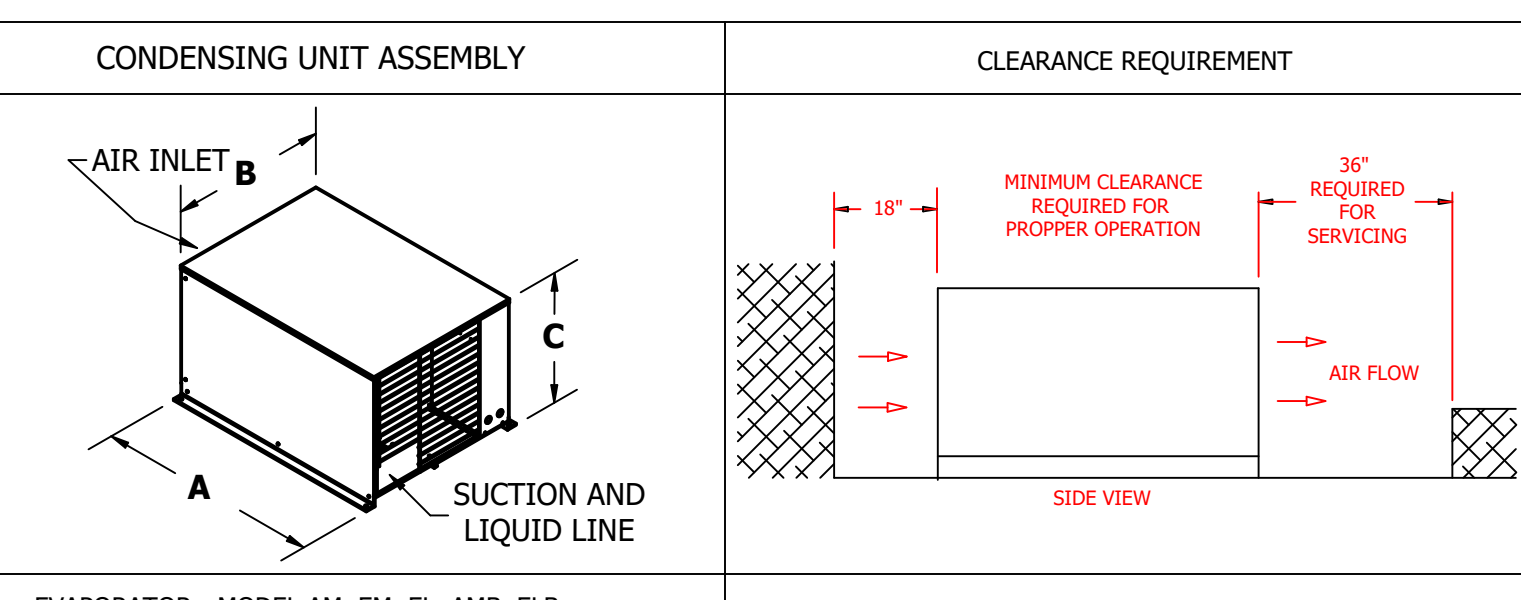 CONDENSING UNIT ASSEMBLY
CLEARANCE REQUIREMENT
AIR INLET
B
C
A
SUCTION AND
LIQUID LINE
18"
MINIMUM CLEARANCE
REQUIRED FOR
PROPPER OPERATION
36"
REQUIRED
FOR
SERVICING
AIR FLOW
SIDE VIEW